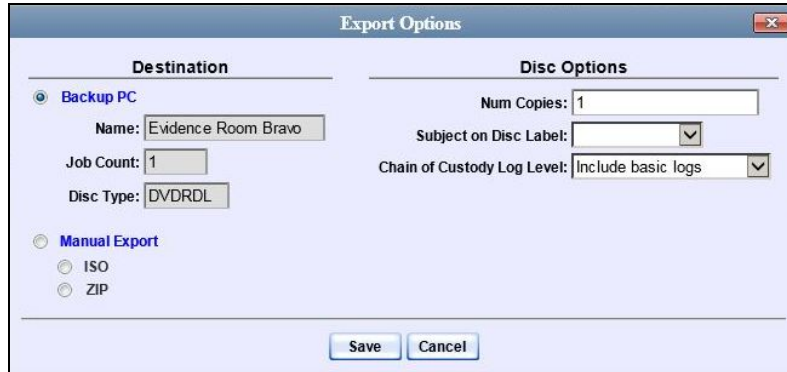 Export Options
Destination
Backup PC
Name: Evidence Room Bravo
Job Count: 1
Disc Type: DVDRDL
Manual Export
ISO
ZIP
Disc Options
Num Copies: 1
Subject on Disc Label:
Chain of Custody Log Level: Include basic logs
Save Cancel